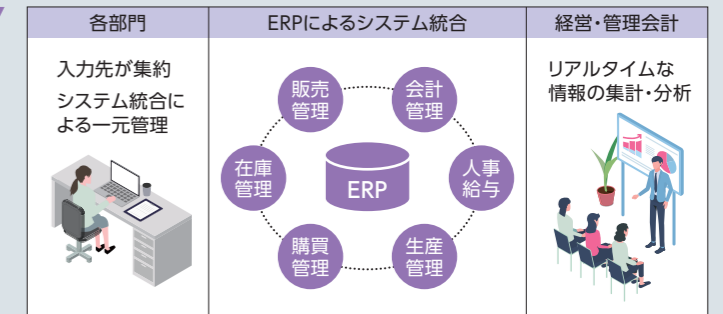 各部門
ERPによるシステム統合
経営・管理会計
入力先が集約
システム統合に
よる一元管理
販売
管理
会計
管理
在庫
管理
ERP
人事
給与
購買
管理
生産
管理
リアルタイムな
情報の集計・分析